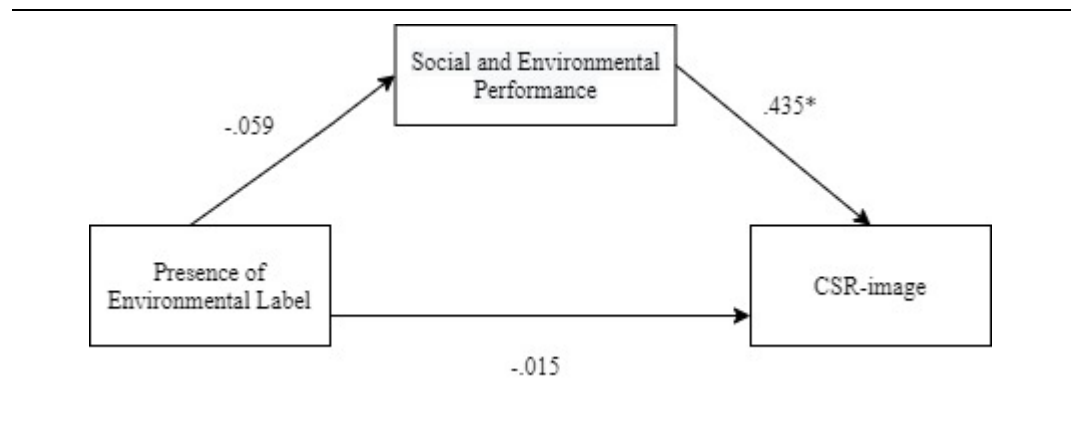 Social and Environmental
Performance
-.059
.435*
Presence of
Environmental Label
CSR-image
-.015